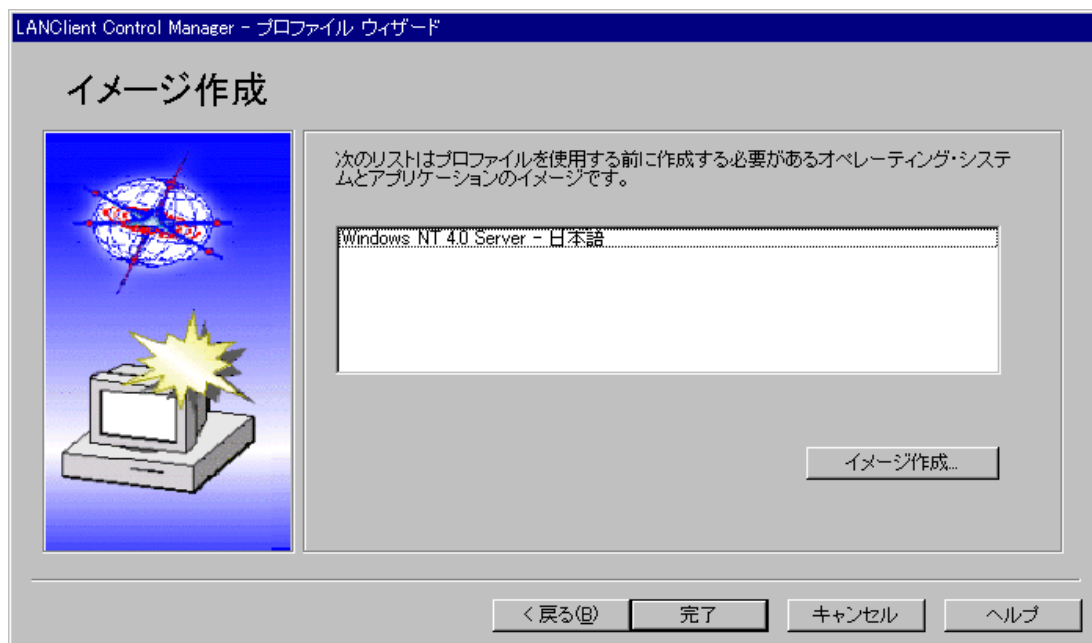 LANClient Control Manager - プロファイル ウィザード
イメージ作成
次のリストはプロファイルを使用する前に作成する必要があるオペレーティング・システ
ムとアプリケーションのイメージです。
Windows NT 4.0 Server - 日本語
イメージ作成...
< 戻る(B)
完了
キャンセル
ヘルプ